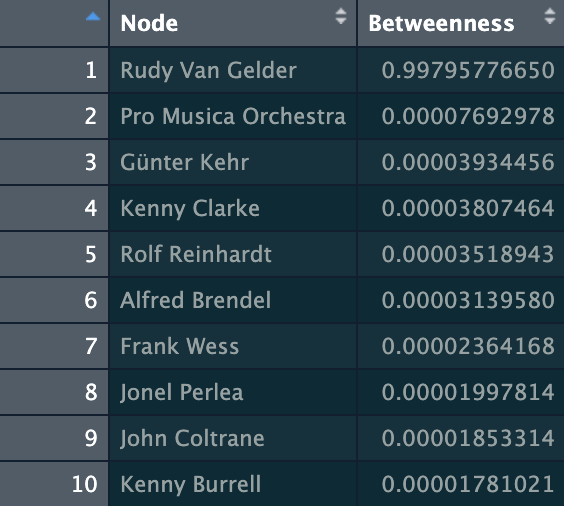 Node Betweenness
1 Rudy Van Gelder 0.99795776650
2 Pro Musica Orchestra 0.00007692978
3 Günter Kehr 0.00003934456
4 Kenny Clarke 0.00003807464
5 Rolf Reinhardt 0.00003518943
6 Alfred Brendel 0.00003139580
7 Frank Wess 0.00002364168
8 Jonel Perlea 0.00001997814
9 John Coltrane 0.00001853314
10 Kenny Burrell 0.00001781021